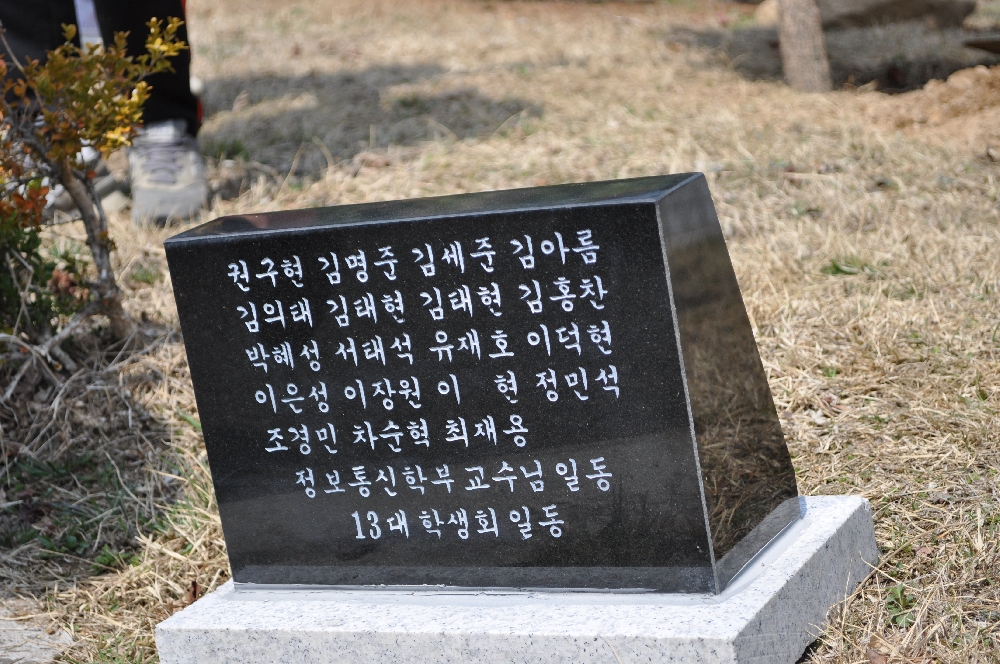 권구현 김명준 김세준 김아름
김의태 김태현 김태현 김홍찬
박혜성 서태석 유재호 이덕현
이은성 이장원 이 현 정민석
조경민 차순혁 최재용
정보통신학부 교수님 일동
13대 학생회 일동